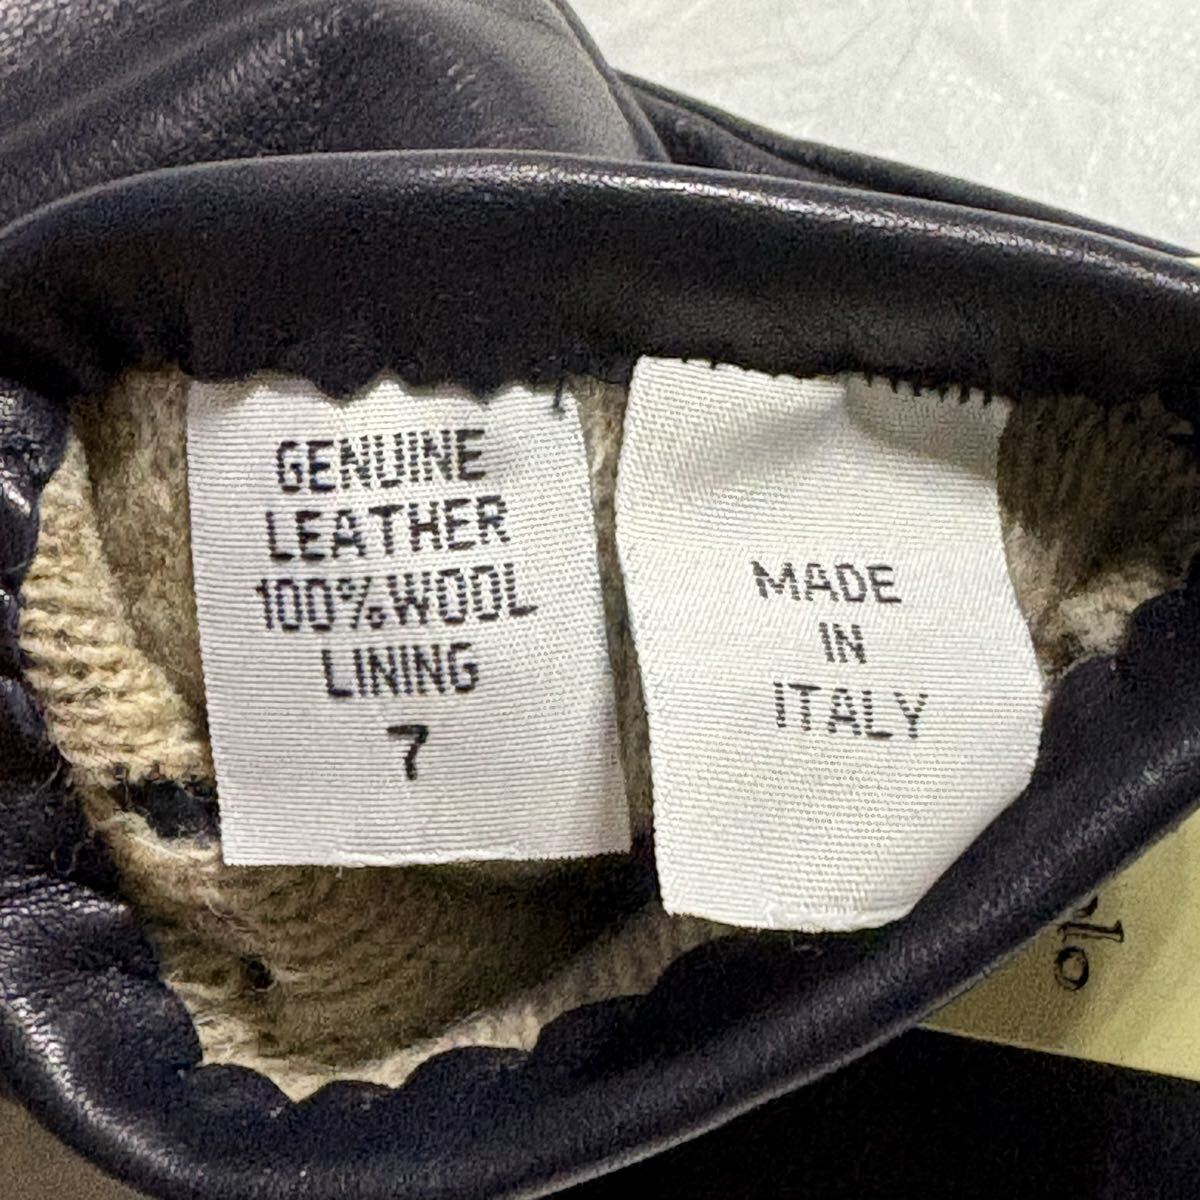 GENUINE
LEATHER
100%WOOL
LINING
7
MADE
IN
ITALY